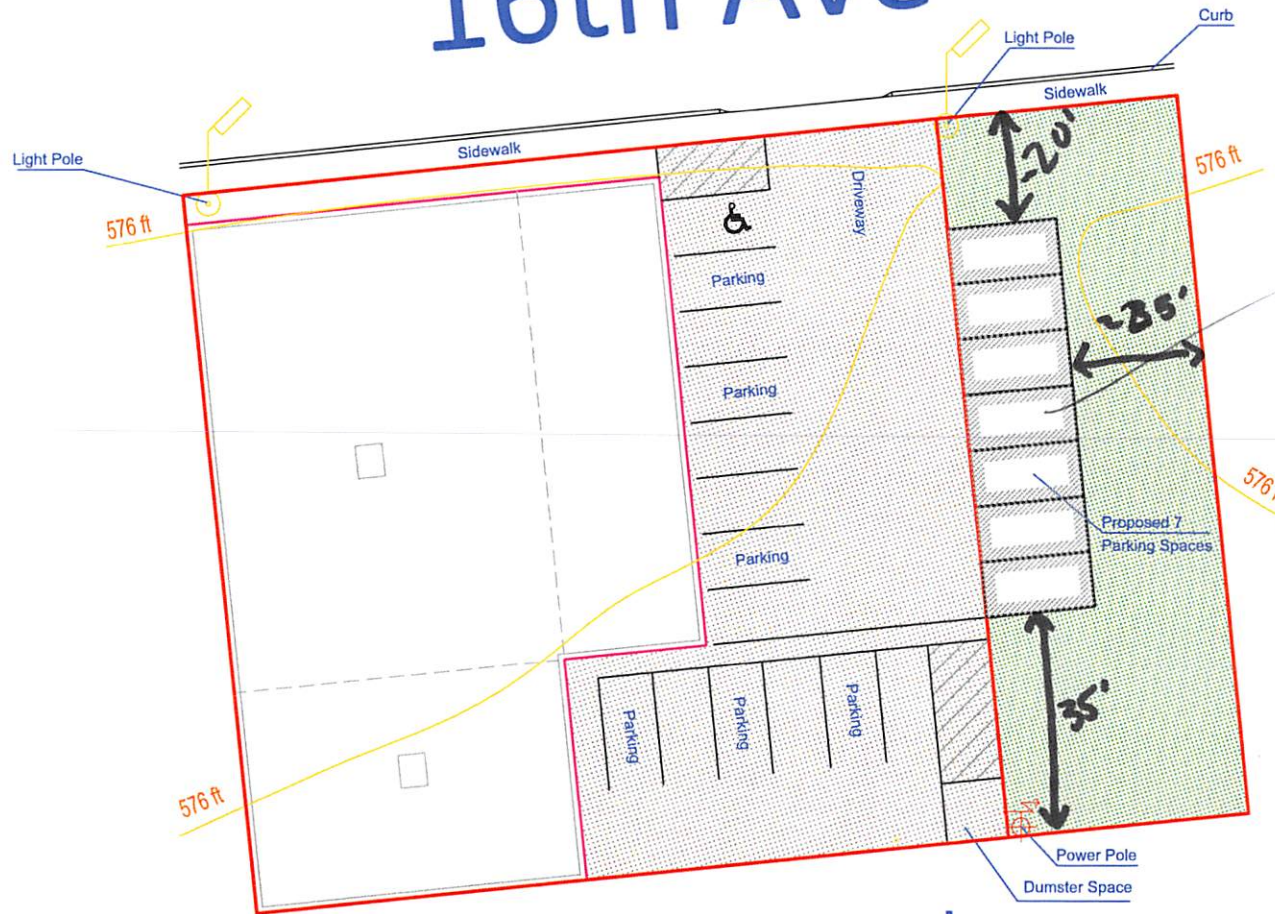 16th Ave
Curb
Light Pole
Sidewalk
Light Pole
Sidewalk
576 ft
576 ft
Driveway
~20'
Parking
Parking
Parking
576 f
Proposed 7
Parking Spaces
Parking
Parking
Parking
35'
576 ft
Power Pole
Dumster Space